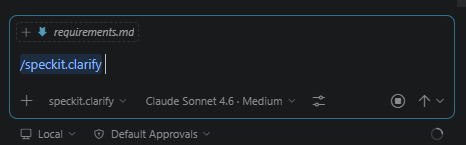 requirements.md
/speckit.clarify
speckit.clarify Claude Sonnet 4.6 · Medium
Local Default Approvals